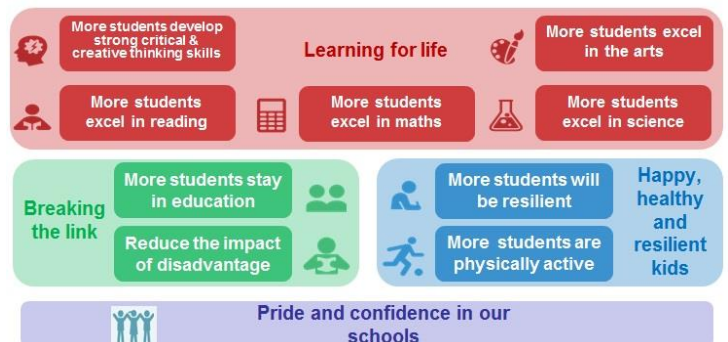 More students develop
strong critical &
creative thinking skills
Learning for life
More students excel
in the arts
More students
excel in reading
More students
excel in maths
More students
excel in science
Breaking
the link
More students stay
in education
Reduce the impact
of disadvantage
More students will
be resilient
More students are
physically active
Happy,
healthy
and
resilient
kids
Pride and confidence in our
schools